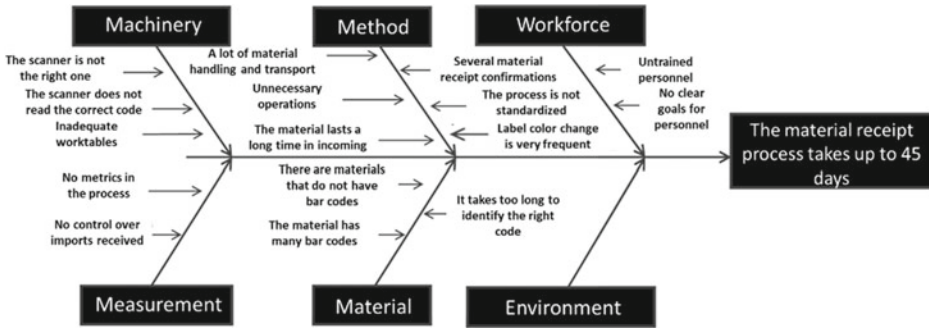 Machinery
Method
Workforce
The scanner is not
the right one
The scanner does not
read the correct code
Inadequate
worktables
A lot of material
handling and transport
Unnecessary
operations
The material lasts a
long time in incoming
Several material
receipt confirmations
The process is not
standardized
Label color change
is very frequent
Untrained
personnel
No clear
goals for
personnel
The material receipt
process takes up to 45
days
No metrics in
the process
No control over
imports received
There are materials
that do not have
bar codes
The material has
many bar codes
It takes too long to
identify the right
code
Measurement
Material
Environment